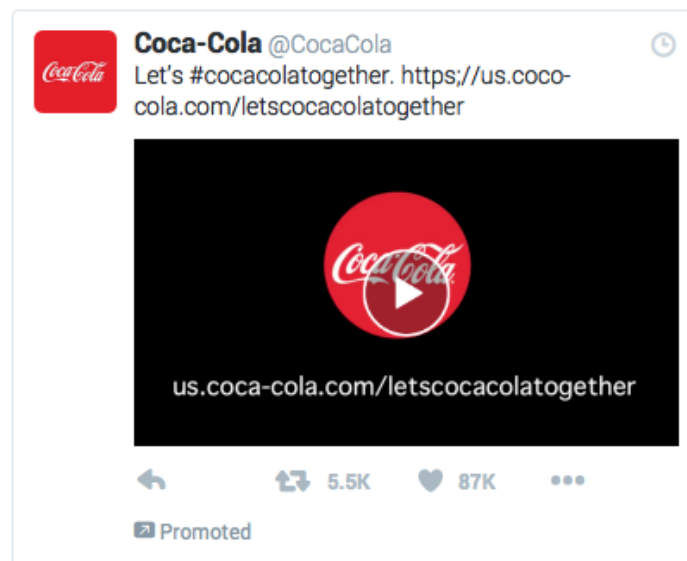 Coca-Cola
Coca-Cola @CocaCola
Let's #cocacolatogether. https;//us.coco-
cola.com/letscocacolatogether
Coca-Cola
us.coca-cola.com/letscocacolatogether
5.5K 87K
Promoted